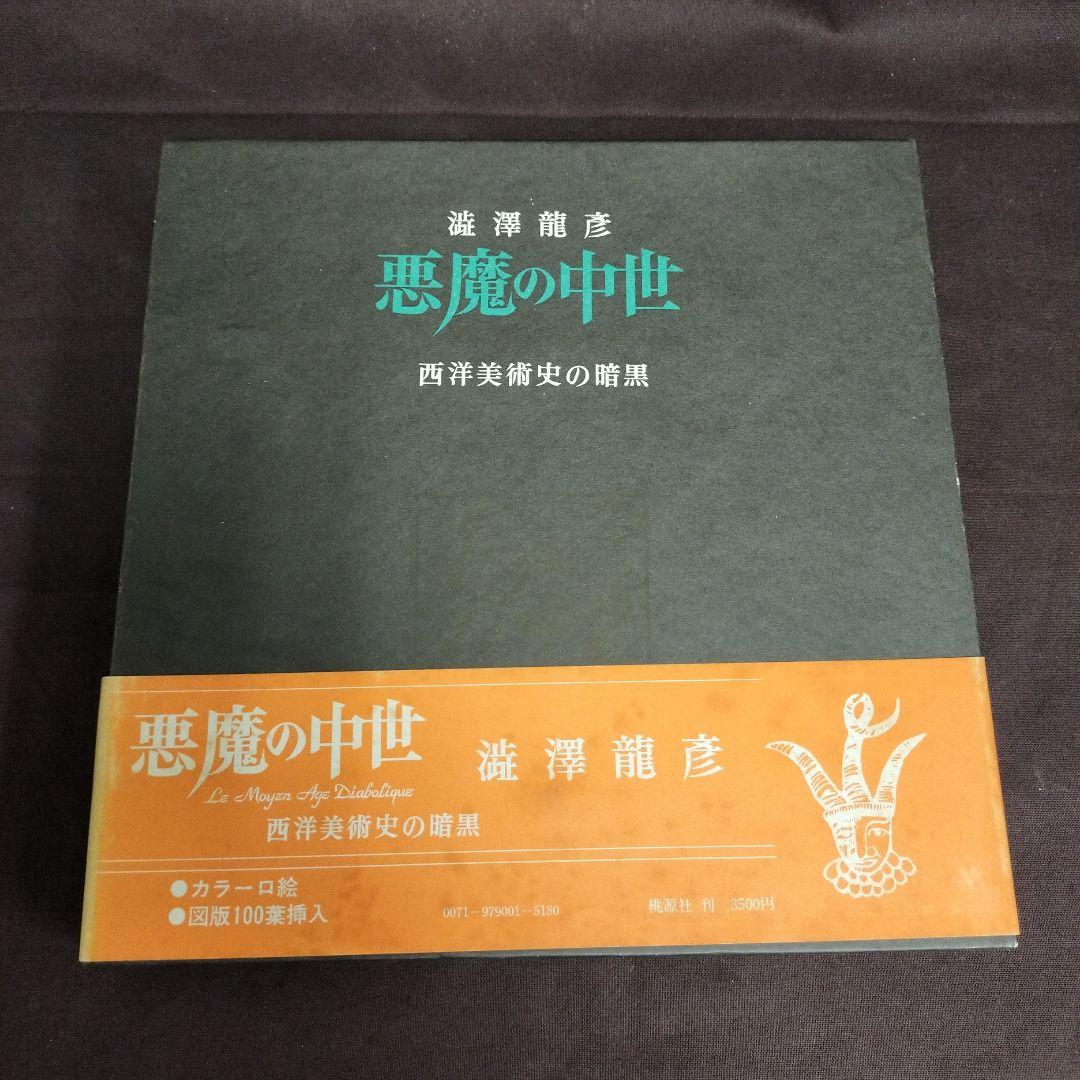 澁澤龍彥
悪魔の中世
西洋美術史の暗黒
悪魔の中世
Le Moyen Age Diabolique
澁澤龍彥
西洋美術史の暗黒
●カラー口絵
●図版100葉挿入
0071-979001-5180
桃源社 刊 3500円